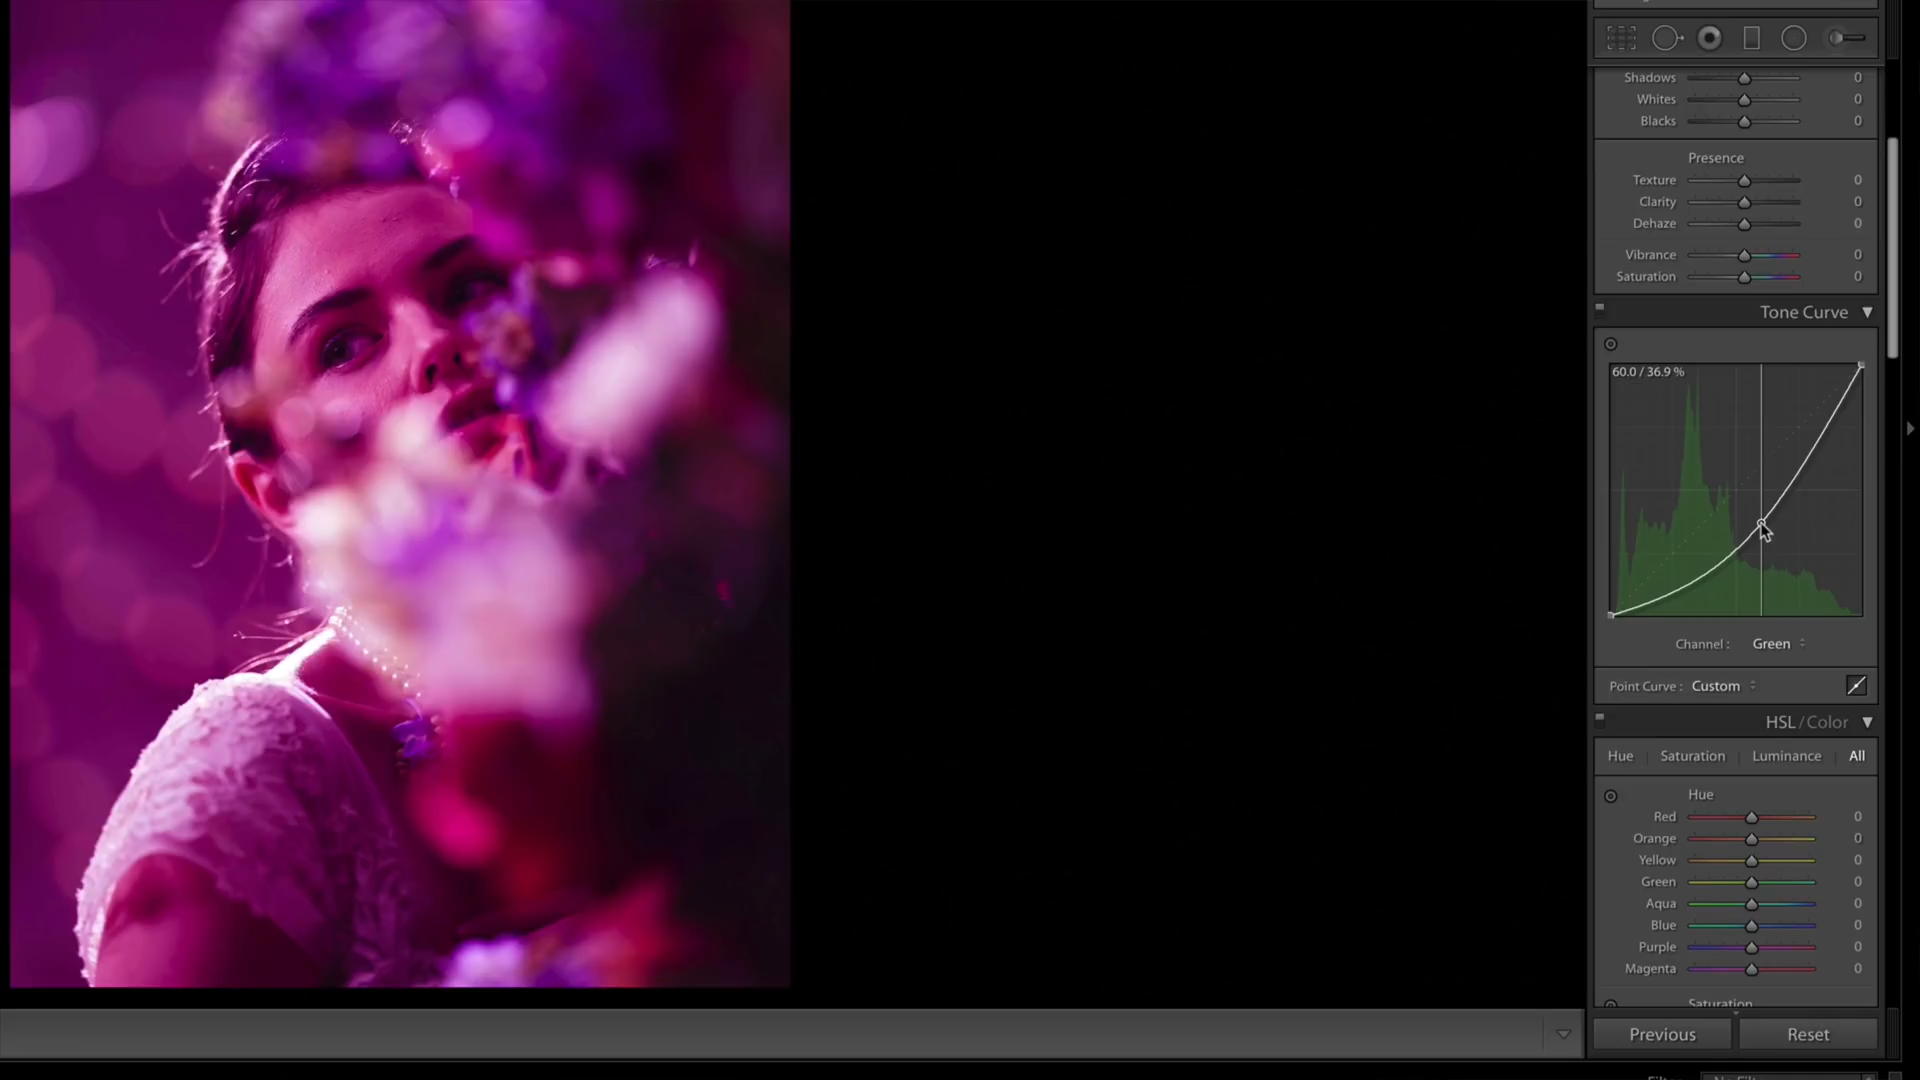 Shadows 0
Whites 0
Blacks 0
Presence
Texture 0
Clarity 0
Dehaze 0
Vibrance 0
Saturation 0
Tone Curve
60.0 / 36.9 %
Channel : Green
Point Curve : Custom
HSL / Color
Hue Saturation Luminance All
Hue
Red 0
Orange 0
Yellow 0
Green 0
Aqua 0
Blue 0
Purple 0
Magenta 0
Saturation
Previous Reset